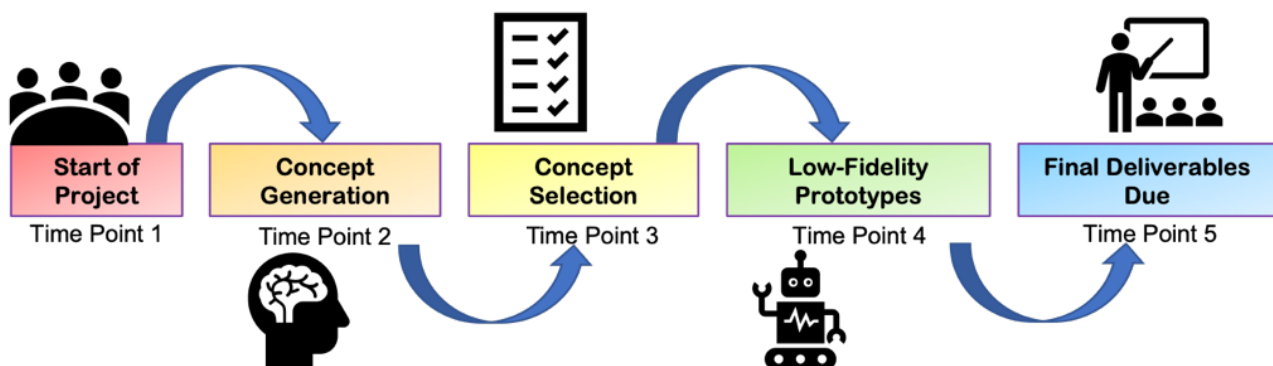 Start of
Project
Time Point 1
Concept
Generation
Time Point 2
Concept
Selection
Time Point 3
Low-Fidelity
Prototypes
Time Point 4
Final Deliverables
Due
Time Point 5